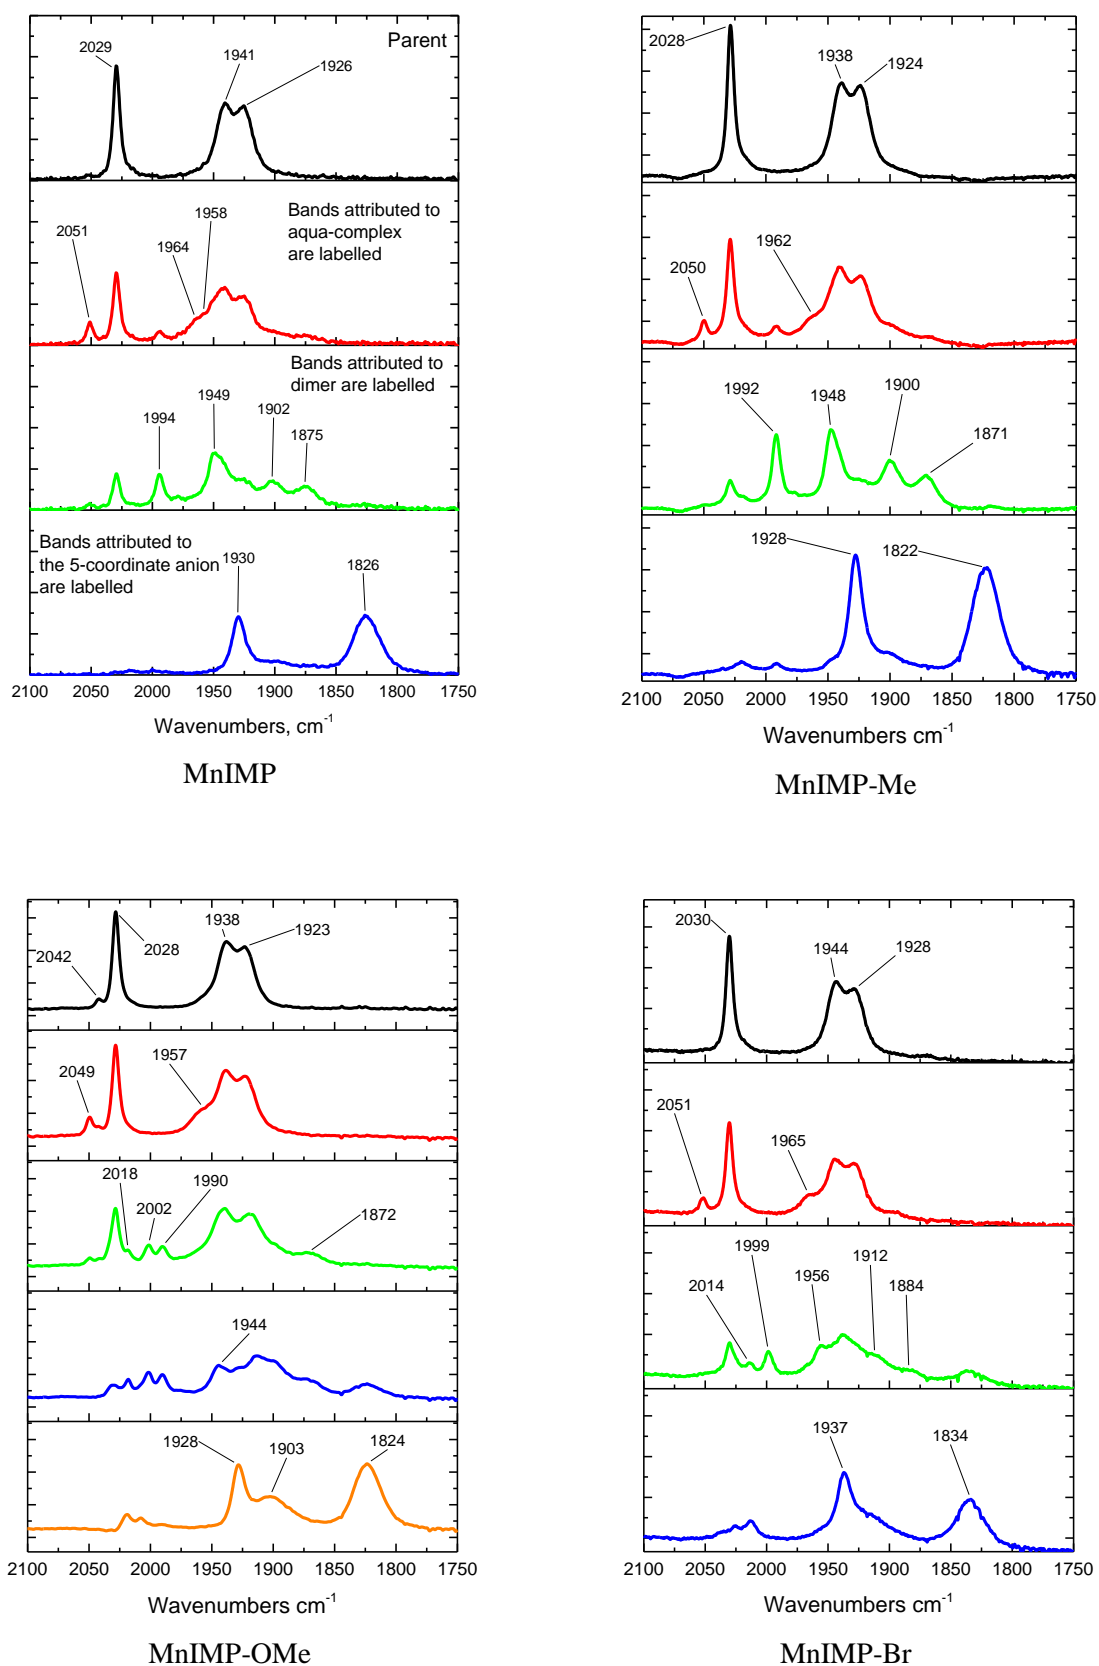 Parent
2029
1941
1926
Bands attributed to
aqua-complex
are labelled
1958
2051
1964
Bands attributed to
dimer are labelled
1949
1994
1902
1875
Bands attributed to
the 5-coordinate anion
are labelled
1930
1826
2100 2050 2000 1950 1900 1850 1800 1750
Wavenumbers, cm-1
MnIMP
2028
1938
1924
1962
2050
1992
1948
1900
1871
1928
1822
2100 2050 2000 1950 1900 1850 1800 1750
Wavenumbers cm-1
MnIMP-Me
1938
1923
2028
2042
1957
2049
2018
2002
1990
1872
1944
1928
1903
1824
2100 2050 2000 1950 1900 1850 1800 1750
Wavenumbers cm-1
MnIMP-OMe
2030
1944
1928
2051
1965
1999
1956
1912
2014
1884
1937
1834
2100 2050 2000 1950 1900 1850 1800 1750
Wavenumbers cm-1
MnIMP-Br